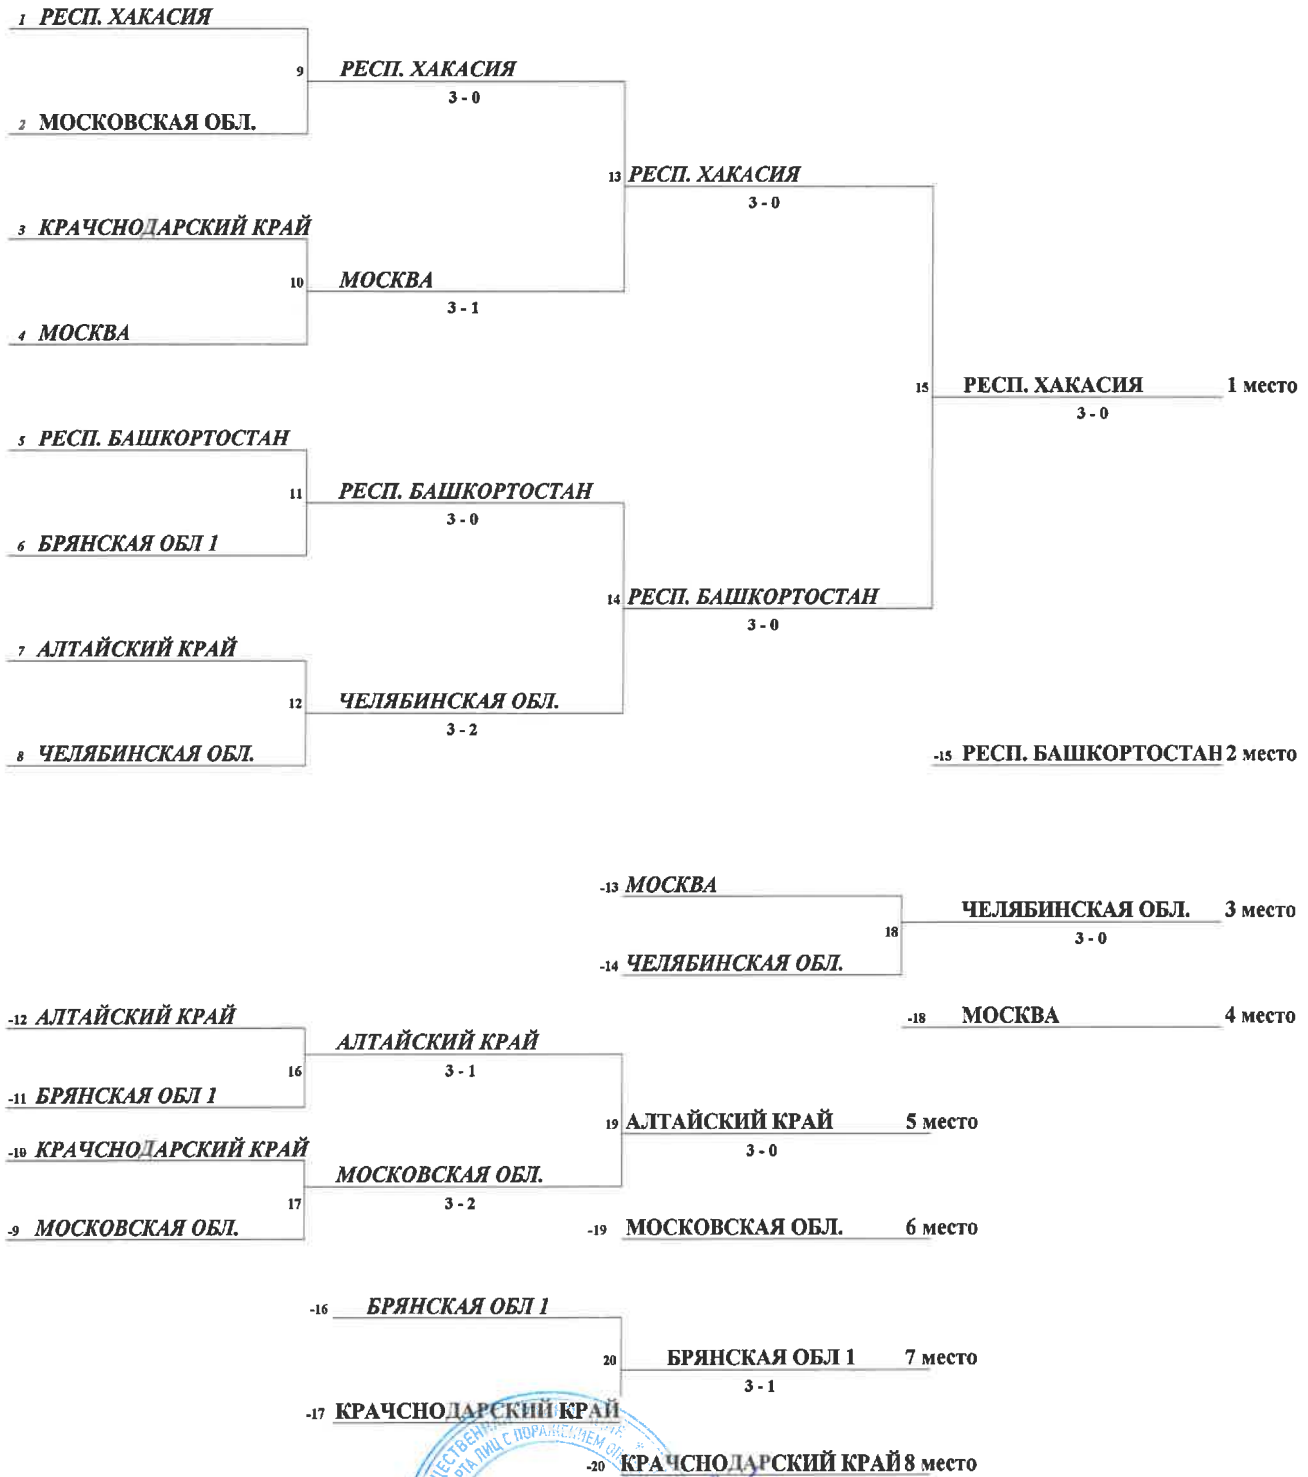 1 РЕСП. ХАКАСИЯ
9 РЕСП. ХАКАСИЯ
3 - 0
2 МОСКОВСКАЯ ОБЛ.
13 РЕСП. ХАКАСИЯ
3 - 0
3 КРАЧСНОДАРСКИЙ КРАЙ
10 МОСКВА
3 - 1
4 МОСКВА
15 РЕСП. ХАКАСИЯ 1 место
3 - 0
5 РЕСП. БАШКОРТОСТАН
11 РЕСП. БАШКОРТОСТАН
3 - 0
6 БРЯНСКАЯ ОБЛ 1
14 РЕСП. БАШКОРТОСТАН
3 - 0
7 АЛТАЙСКИЙ КРАЙ
12 ЧЕЛЯБИНСКАЯ ОБЛ.
3 - 2
8 ЧЕЛЯБИНСКАЯ ОБЛ.
-15 РЕСП. БАШКОРТОСТАН 2 место
-13 МОСКВА
18 ЧЕЛЯБИНСКАЯ ОБЛ. 3 место
3 - 0
-14 ЧЕЛЯБИНСКАЯ ОБЛ.
-18 МОСКВА 4 место
-12 АЛТАЙСКИЙ КРАЙ
16 АЛТАЙСКИЙ КРАЙ
3 - 1
-11 БРЯНСКАЯ ОБЛ 1
19 АЛТАЙСКИЙ КРАЙ 5 место
3 - 0
-10 КРАЧСНОДАРСКИЙ КРАЙ
17 МОСКОВСКАЯ ОБЛ.
3 - 2
-9 МОСКОВСКАЯ ОБЛ.
-19 МОСКОВСКАЯ ОБЛ. 6 место
-16 БРЯНСКАЯ ОБЛ 1
20 БРЯНСКАЯ ОБЛ 1 7 место
3 - 1
-17 КРАЧСНОДАРСКИЙ КРАЙ
ЛИЦ С ПОРАЖЕНИЕМ
-20 КРАЧСНОДАРСКИЙ КРАЙ 8 место